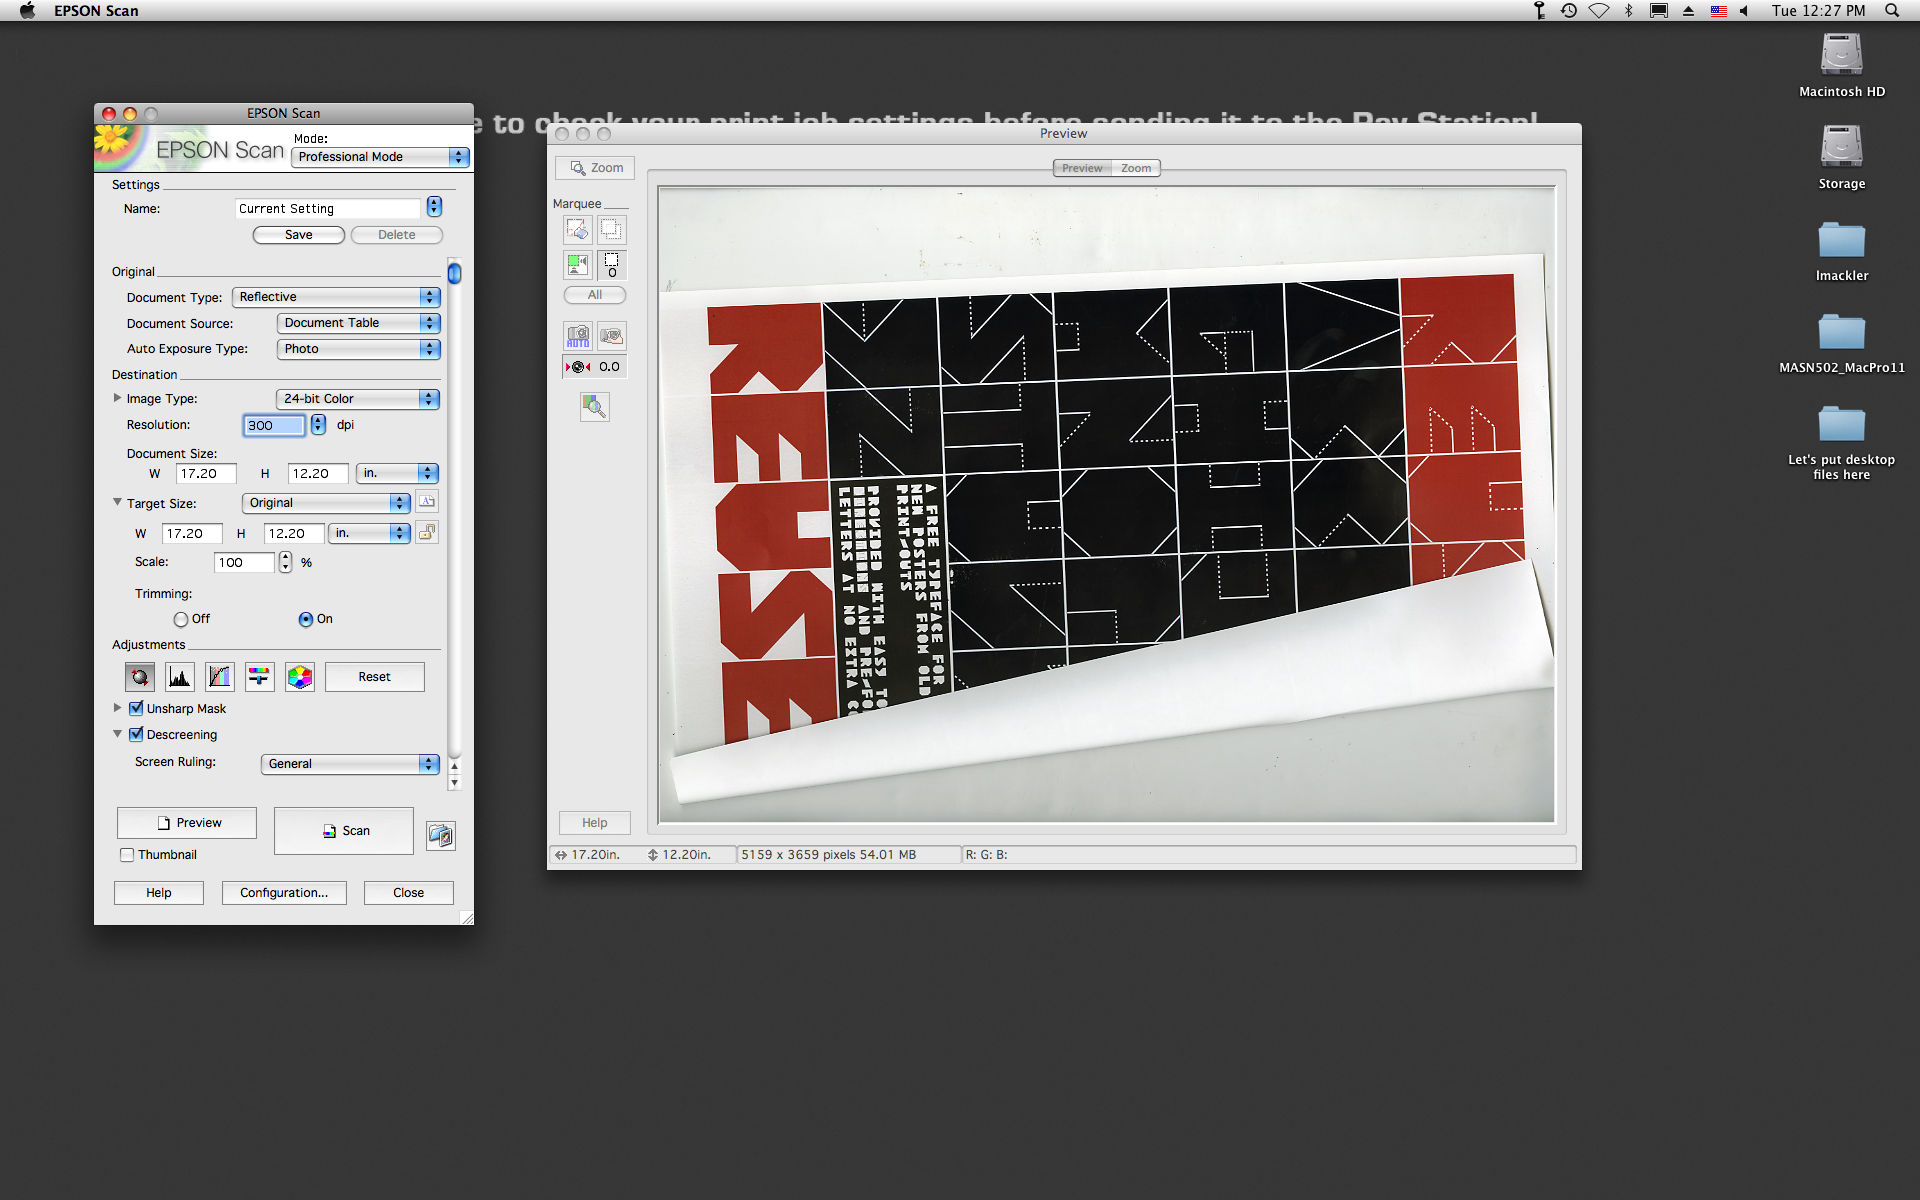 EPSON Scan
Tue 12:27 PM
e to check your print job settings before sending it to the Pay Station!
Macintosh HD
Storage
lmackler
MASN502_MacPro11
Let's put desktop
files here
EPSON Scan
EPSON Scan
Mode:
Professional Mode
Settings
Name:
Current Setting
Save
Delete
Original
Document Type:
Reflective
Document Source:
Document Table
Auto Exposure Type:
Photo
Destination
Image Type:
24-bit Color
Resolution:
300
dpi
Document Size:
W 17.20 H 12.20 in.
Target Size:
Original
W 17.20 H 12.20 in.
Scale:
100 %
Trimming:
Off
On
Adjustments
Reset
Unsharp Mask
Descreening
Screen Ruling:
General
Preview
Scan
Thumbnail
Help
Configuration...
Close
Preview
Zoom
Preview
Zoom
Marquee
0
All
AUTO
0.0
Help
REUSE
A FREE TYPEFACE FOR
NEW POSTERS FROM OLD
PRINT-OUTS
PROVIDED WITH EASY TO
AND PRE-FO
LETTERS AT NO EXTRA CO
17.20in.
12.20in.
5159 x 3659 pixels 54.01 MB
R: G: B: